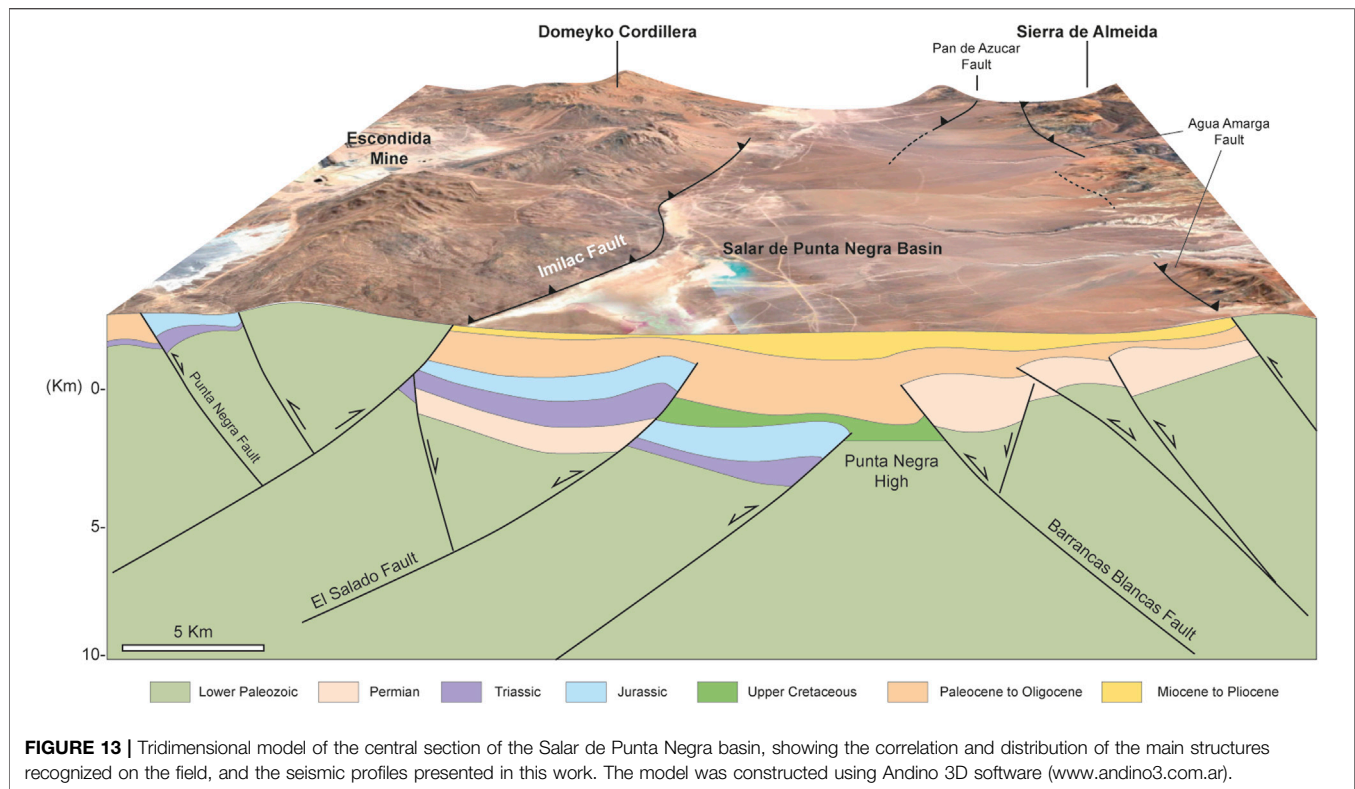 Domeyko Cordillera
Sierra de Almeida
Pan de Azucar
Fault
Agua Amarga
Fault
Escondida
Mine
Imilac Fault
Salar de Punta Negra Basin
(Km) 0-
5-
10-
Punta Negra Fault
El Salado Fault
Punta Negra
High
Barrancas Blancas Fault
5 Km
Lower Paleozoic
Permian
Triassic
Jurassic
Upper Cretaceous
Paleocene to Oligocene
Miocene to Pliocene
FIGURE 13 | Tridimensional model of the central section of the Salar de Punta Negra basin, showing the correlation and distribution of the main structures
recognized on the field, and the seismic profiles presented in this work. The model was constructed using Andino 3D software (www.andino3.com.ar).